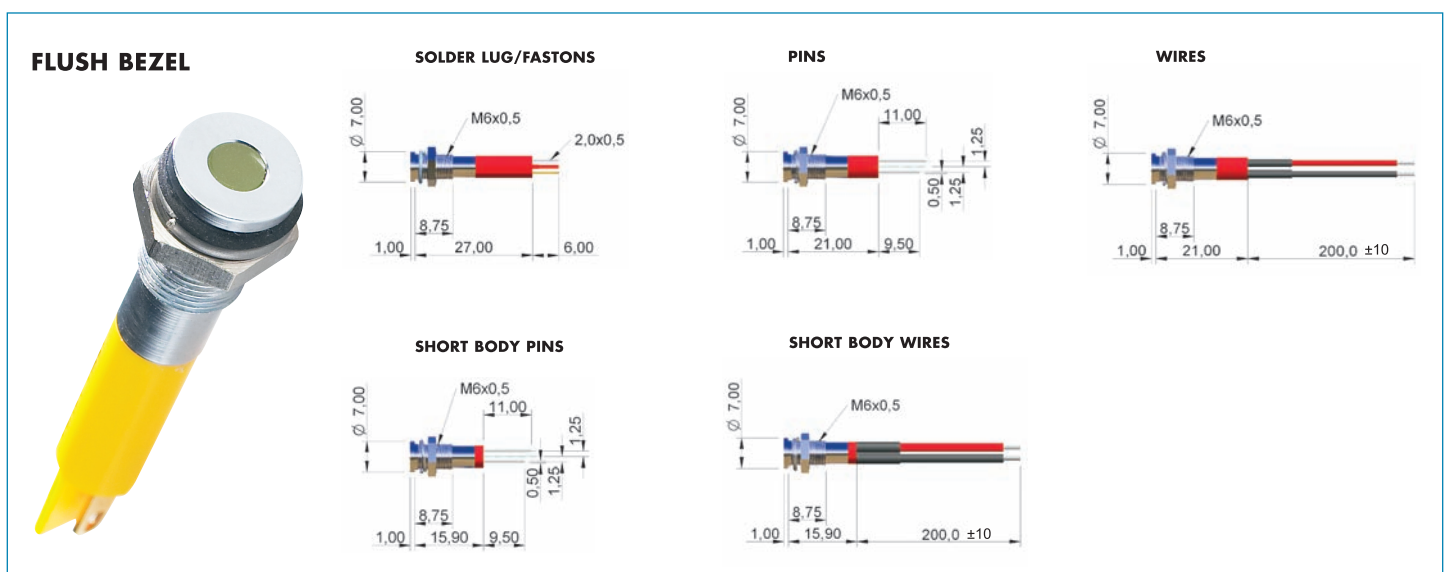 FLUSH BEZEL
SOLDER LUG/FASTONS
Ø 7,00
M6x0,5
2,0x0,5
8,75
1,00
27,00
6,00
PINS
Ø 7,00
M6x0,5
11,00
1,25
0,50
1,25
8,75
1,00
21,00
9,50
WIRES
Ø 7,00
M6x0,5
8,75
1,00
21,00
200,0 ±10
SHORT BODY PINS
Ø 7,00
M6x0,5
11,00
1,25
0,50
1,25
8,75
1,00
15,90
9,50
SHORT BODY WIRES
Ø 7,00
M6x0,5
8,75
1,00
15,90
200,0 ±10